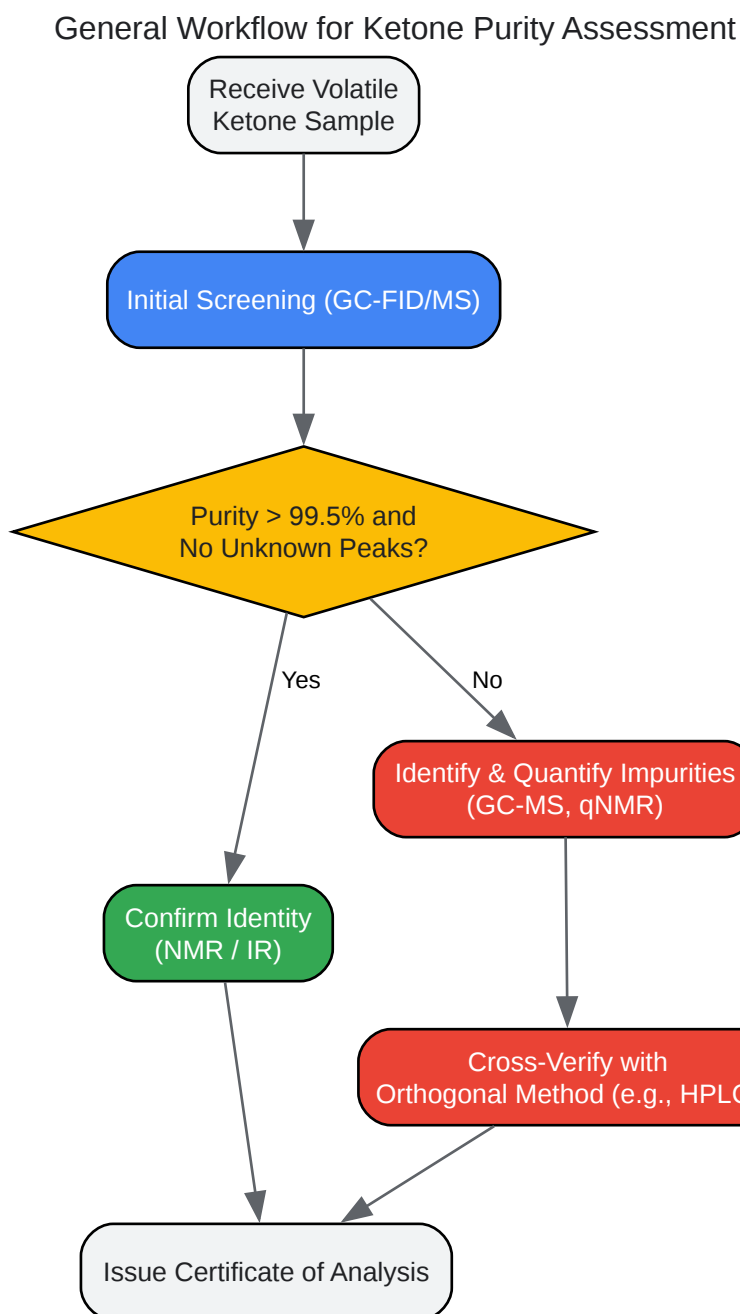 General Workflow for Ketone Purity Assessment
Receive Volatile
Ketone Sample
Initial Screening (GC-FID/MS)
Purity > 99.5% and
No Unknown Peaks?
Yes
No
Identify & Quantify Impurities
(GC-MS, qNMR)
Confirm Identity
(NMR / IR)
Cross-Verify with
Orthogonal Method (e.g., HPLC
Issue Certificate of Analysis